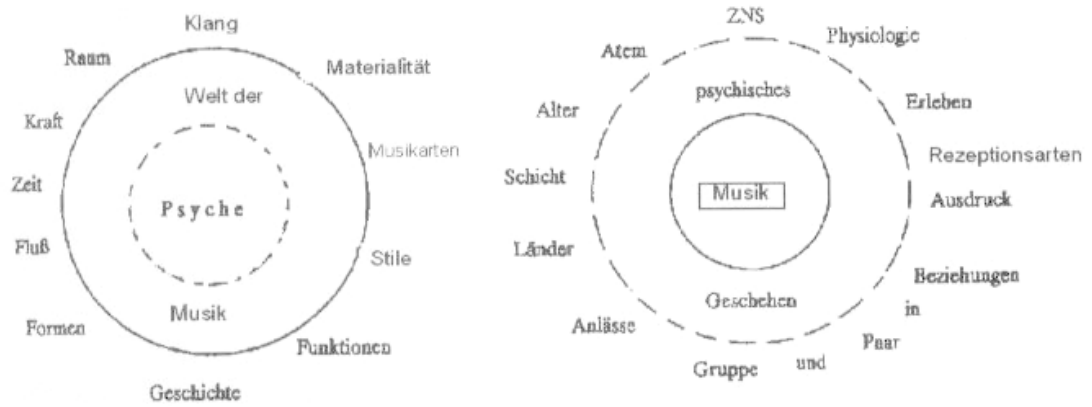 Klang
Raum
Materialität
Welt der
Kraft
Musikarten
Zeit
Psyche
Fluß
Stile
Musik
Formen
Funktionen
Geschichte
ZNS
Atem
Physiologie
psychisches
Alter
Erleben
Rezeptionsarten
Schicht
Musik
Ausdruck
Länder
Beziehungen
Geschehen
in
Anlässe
Paar
und
Gruppe